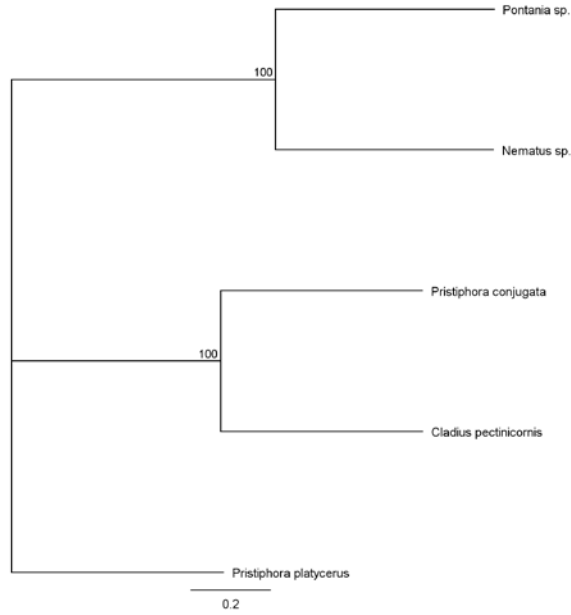 Pontania sp.
100
Nematus sp.
Pristiphora conjugata
100
Cladius pectinicornis
Pristiphora platycerus
0.2